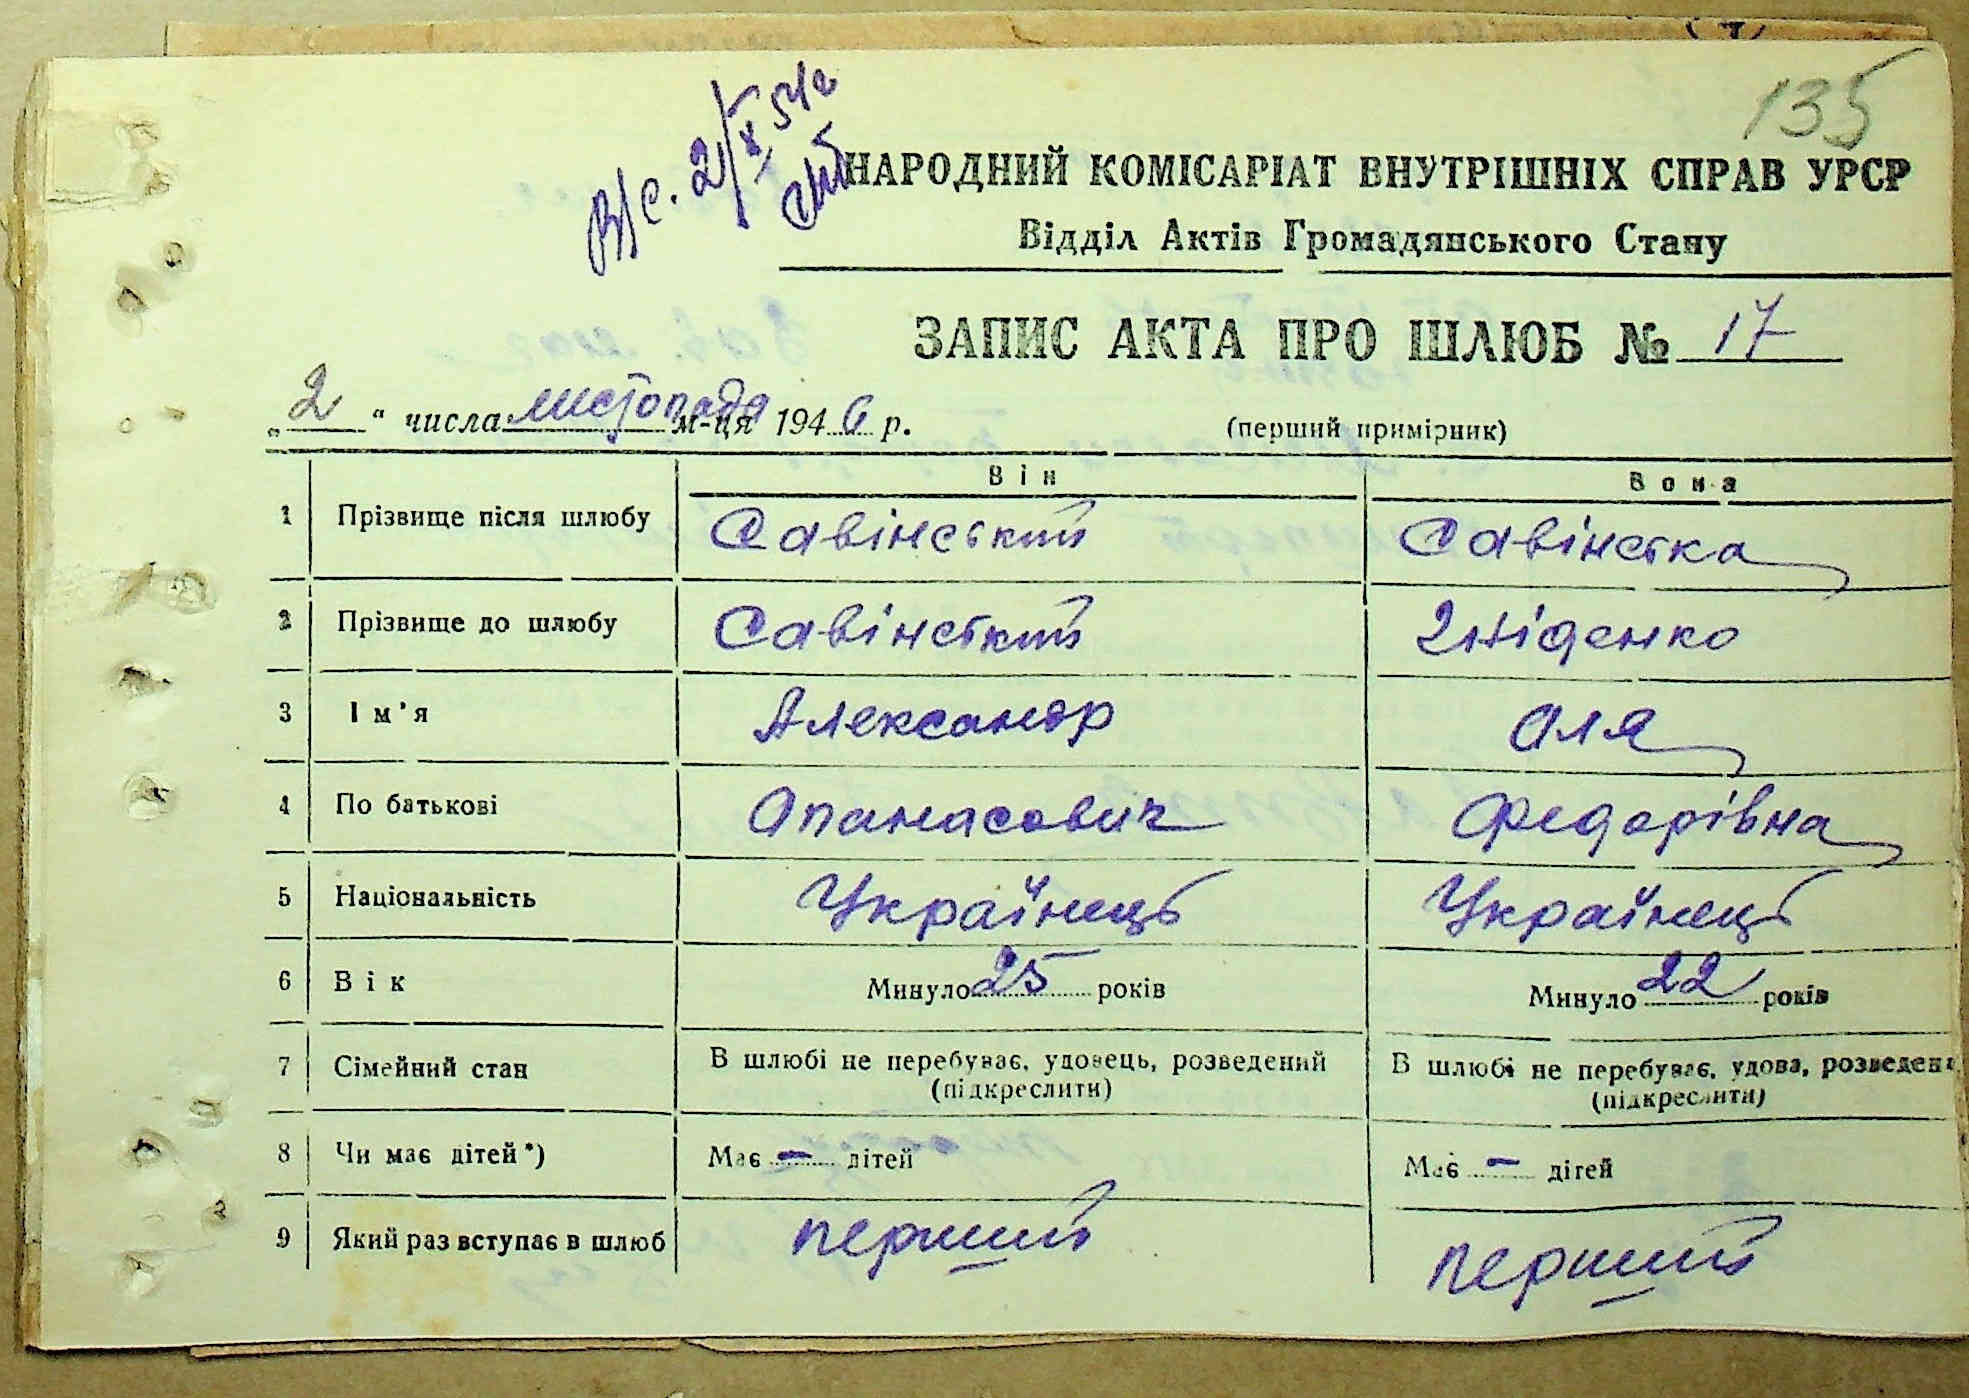 135
В/с. 2/X 51г
НАРОДНИЙ КОМІСАРІАТ ВНУТРІШНІХ СПРАВ УРСР
Відділ Актів Громадянського Стану
ЗАПИС АКТА ПРО ШЛЮБ № 17
„ 2 “ числа листопада м-ця 1946 р. (перший примірник)
Він Вона
1 Прізвище після шлюбу Савінський Савінська
2 Прізвище до шлюбу Савінський
3 Ім’я Александр Оля
4 По батькові Опанасович Федорівна
5 Національність Українець Українець
6 Вік Минуло 25 років Минуло 22 років
7 Сімейний стан В шлюбі не перебуває, удовець, розведений В шлюбі не перебуває, удова, розведена
(підкреслити) (підкреслити)
8 Чи має дітей *) Має - дітей Має - дітей
9 Який раз вступає в шлюб перший перший